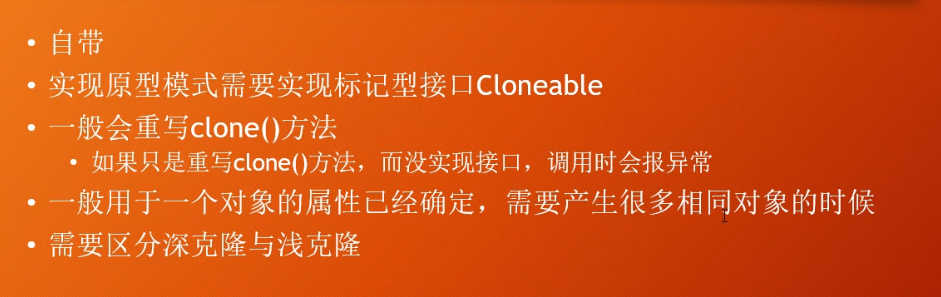 • 自带
• 实现原型模式需要实现标记型接口Cloneable
• 一般会重写clone()方法
• 如果只是重写clone()方法，而没实现接口，调用时会报异常
• 一般用于一个对象的属性已经确定，需要产生很多相同对象的时候
• 需要区分深克隆与浅克隆